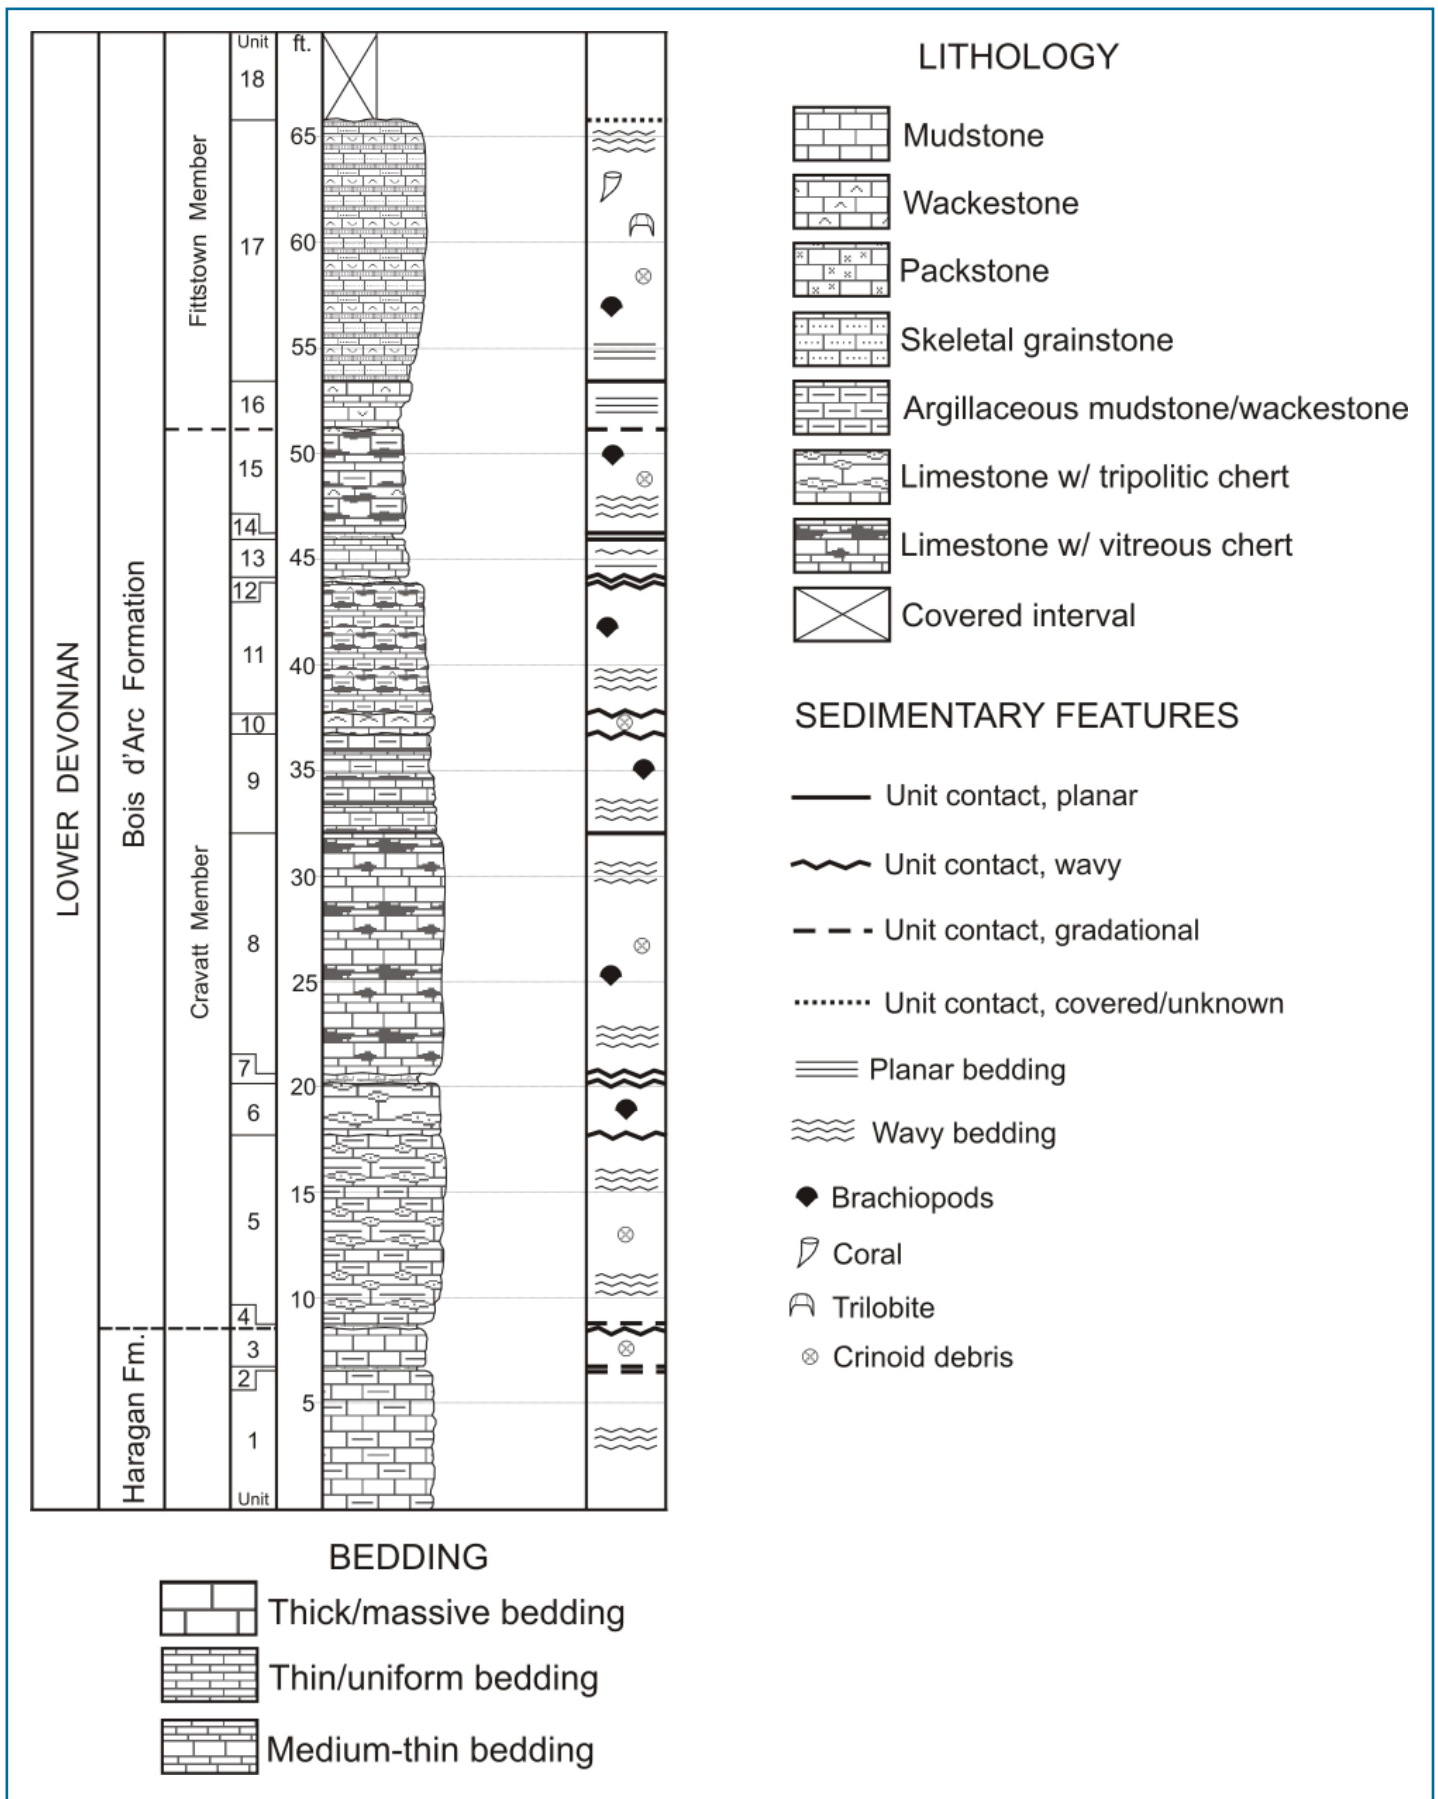 Unit
ft.
18
65
17
60
55
16
50
15
14
13
45
12
11
40
10
35
9
30
8
25
7
20
6
15
5
10
4
3
2
5
1
Unit
LOWER DEVONIAN
Bois d'Arc Formation
Haragan Fm.
Fittstown Member
Cravatt Member
LITHOLOGY
Mudstone
Wackestone
Packstone
Skeletal grainstone
Argillaceous mudstone/wackestone
Limestone w/ tripolitic chert
Limestone w/ vitreous chert
Covered interval
SEDIMENTARY FEATURES
Unit contact, planar
Unit contact, wavy
Unit contact, gradational
Unit contact, covered/unknown
Planar bedding
Wavy bedding
Brachiopods
Coral
Trilobite
Crinoid debris
BEDDING
Thick/massive bedding
Thin/uniform bedding
Medium-thin bedding